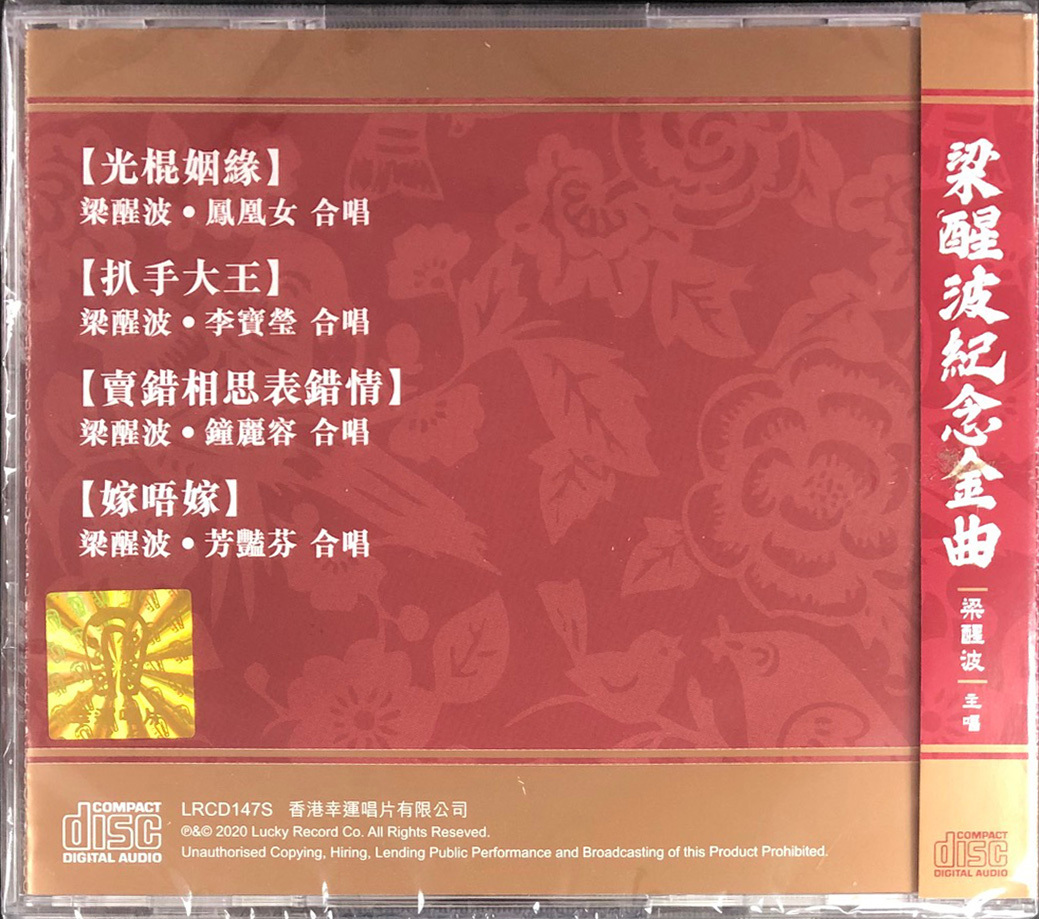 【光棍姻緣】
梁醒波•鳳凰女 合唱
【扒手大王】
梁醒波•李寶瑩 合唱
【賣錯相思表錯情】
梁醒波•鐘麗容 合唱
【嫁唔嫁】
梁醒波•芳豔芬 合唱
COMPACT
disc
DIGITAL AUDIO
LRCD147S 香港幸運唱片有限公司
℗&© 2020 Lucky Record Co. All Rights Reseved.
Unauthorised Copying, Hiring, Lending Public Performance and Broadcasting of this Product Prohibited.
梁醒波紀念金曲
梁醒波
主唱
COMPACT
disc
DIGITAL AUDIO